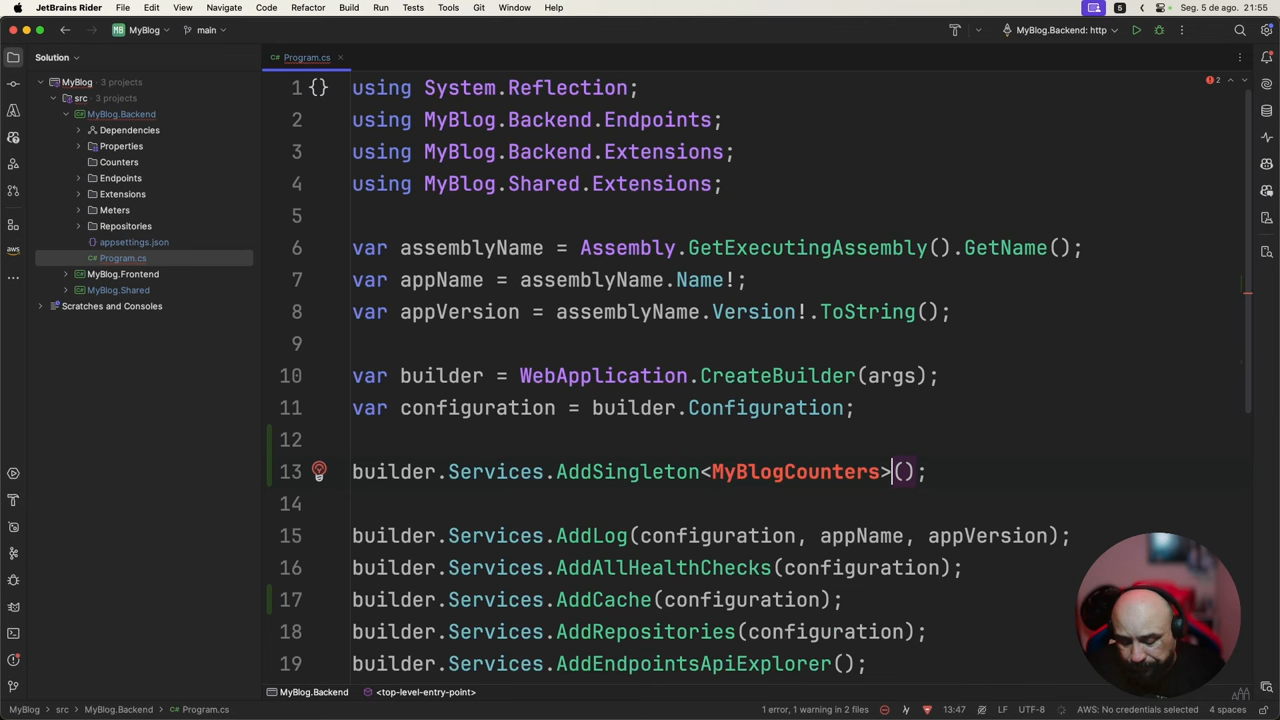 JetBrains Rider File Edit View Navigate Code Refactor Build Run Tests Tools Git Window Help 5 Seg. 5 de ago. 21:55
MB MyBlog main MyBlog.Backend: http
Solution Program.cs
MyBlog 3 projects
src 3 projects
MyBlog.Backend
Dependencies
Properties
Counters
Endpoints
Extensions
Meters
Repositories
appsettings.json
Program.cs
MyBlog.Frontend
MyBlog.Shared
Scratches and Consoles
aws
2
1 using System.Reflection;
2 using MyBlog.Backend.Endpoints;
3 using MyBlog.Backend.Extensions;
4 using MyBlog.Shared.Extensions;
5
6 var assemblyName = Assembly.GetExecutingAssembly().GetName();
7 var appName = assemblyName.Name!;
8 var appVersion = assemblyName.Version!.ToString();
9
10 var builder = WebApplication.CreateBuilder(args);
11 var configuration = builder.Configuration;
12
13 builder.Services.AddSingleton<MyBlogCounters>();
14
15 builder.Services.AddLog(configuration, appName, appVersion);
16 builder.Services.AddAllHealthChecks(configuration);
17 builder.Services.AddCache(configuration);
18 builder.Services.AddRepositories(configuration);
19 builder.Services.AddEndpointsApiExplorer();
MyBlog.Backend <top-level-entry-point>
MyBlog > src > MyBlog.Backend > Program.cs 1 error, 1 warning in 2 files 13:47 LF UTF-8 AWS: No credentials selected 4 spaces